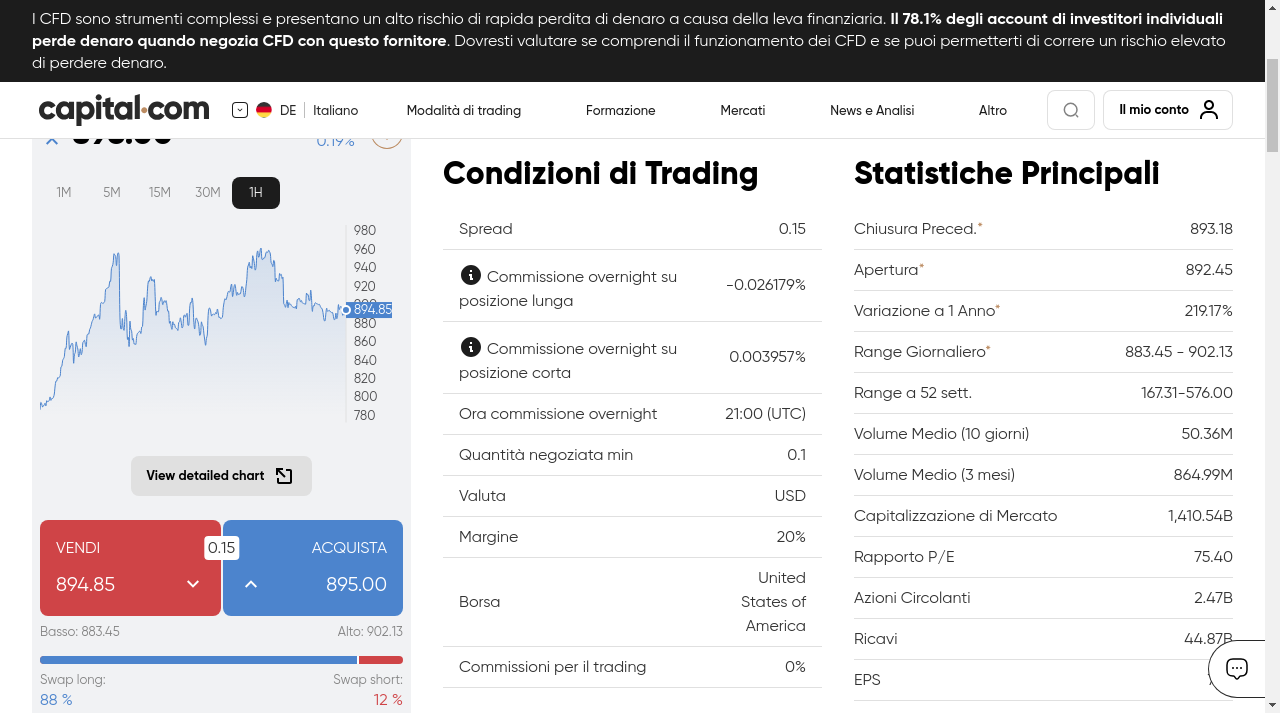 I CFD sono strumenti complessi e presentano un alto rischio di rapida perdita di denaro a causa della leva finanziaria. Il 78.1% degli account di investitori individuali
perde denaro quando negozia CFD con questo fornitore. Dovresti valutare se comprendi il funzionamento dei CFD e se puoi permetterti di correre un rischio elevato
di perdere denaro.
capital.com
DE Italiano
Modalità di trading
Formazione
Mercati
News e Analisi
Altro
Il mio conto
0.19%
1M 5M 15M 30M 1H
980
960
940
920
894.85
880
860
840
820
800
780
View detailed chart
VENDI 0.15 ACQUISTA
894.85 895.00
Basso: 883.45 Alto: 902.13
Swap long: Swap short:
88 % 12 %
Condizioni di Trading
Spread 0.15
Commissione overnight su
posizione lunga
-0.026179%
Commissione overnight su
posizione corta
0.003957%
Ora commissione overnight 21:00 (UTC)
Quantità negoziata min 0.1
Valuta USD
Margine 20%
Borsa
United
States of
America
Commissioni per il trading 0%
Statistiche Principali
Chiusura Preced.* 893.18
Apertura* 892.45
Variazione a 1 Anno* 219.17%
Range Giornaliero* 883.45 - 902.13
Range a 52 sett. 167.31-576.00
Volume Medio (10 giorni) 50.36M
Volume Medio (3 mesi) 864.99M
Capitalizzazione di Mercato 1,410.54B
Rapporto P/E 75.40
Azioni Circolanti 2.47B
Ricavi 44.87B
EPS